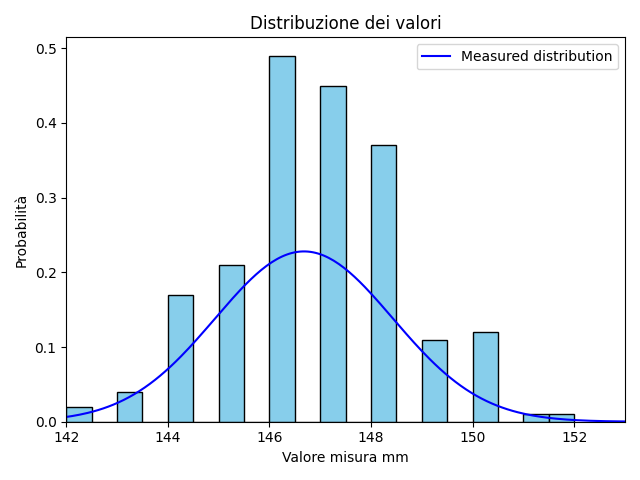 Distribuzione dei valori
Measured distribution
Probabilità
0.5
0.4
0.3
0.2
0.1
0.0
142 144 146 148 150 152
Valore misura mm